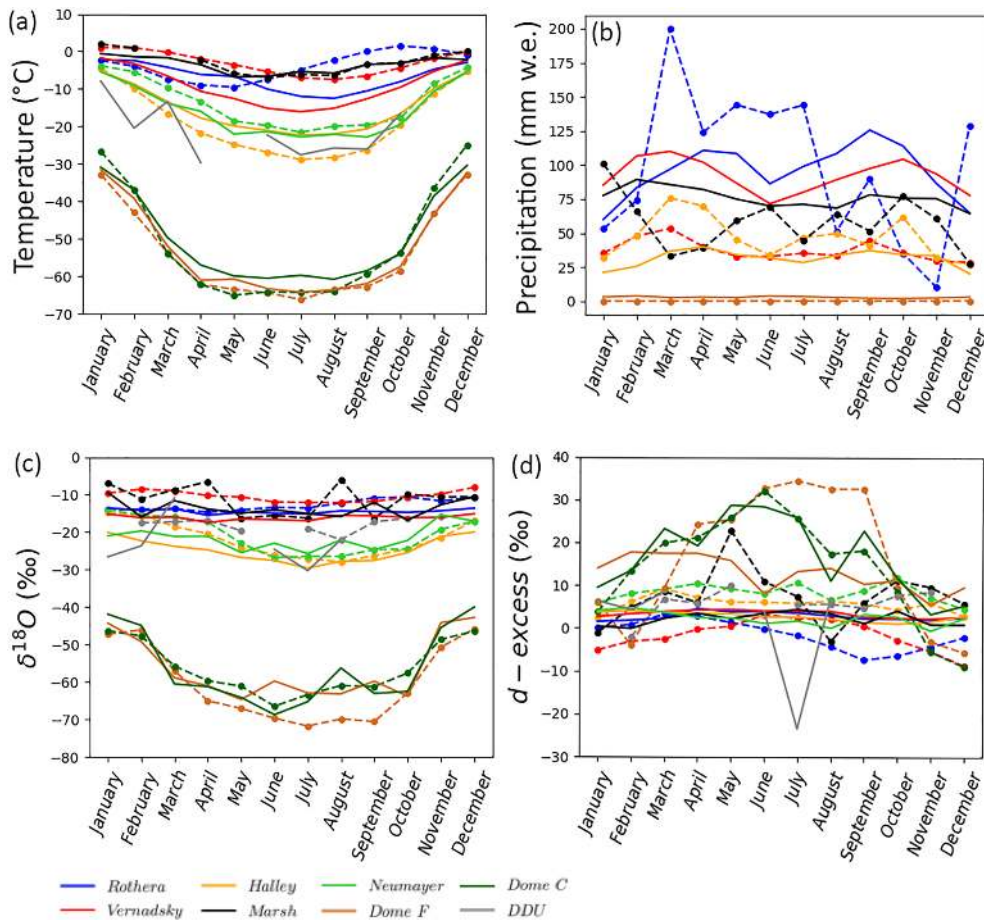 (a)
Temperature (°C)
10
0
−10
−20
−30
−40
−50
−60
−70
January
February
March
April
May
June
July
August
September
October
November
December
(b)
Precipitation (mm w.e.)
200
175
150
125
100
75
50
25
0
January
February
March
April
May
June
July
August
September
October
November
December
(c)
δ¹⁸O (‰)
0
−10
−20
−30
−40
−50
−60
−70
−80
January
February
March
April
May
June
July
August
September
October
November
December
(d)
d − excess (‰)
40
30
20
10
0
−10
−20
−30
January
February
March
April
May
June
July
August
September
October
November
December
Rothera Halley Neumayer Dome C
Vernadsky Marsh Dome F DDU